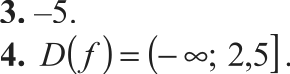 3. –5.
4. D(f) = (– ∞; 2,5].